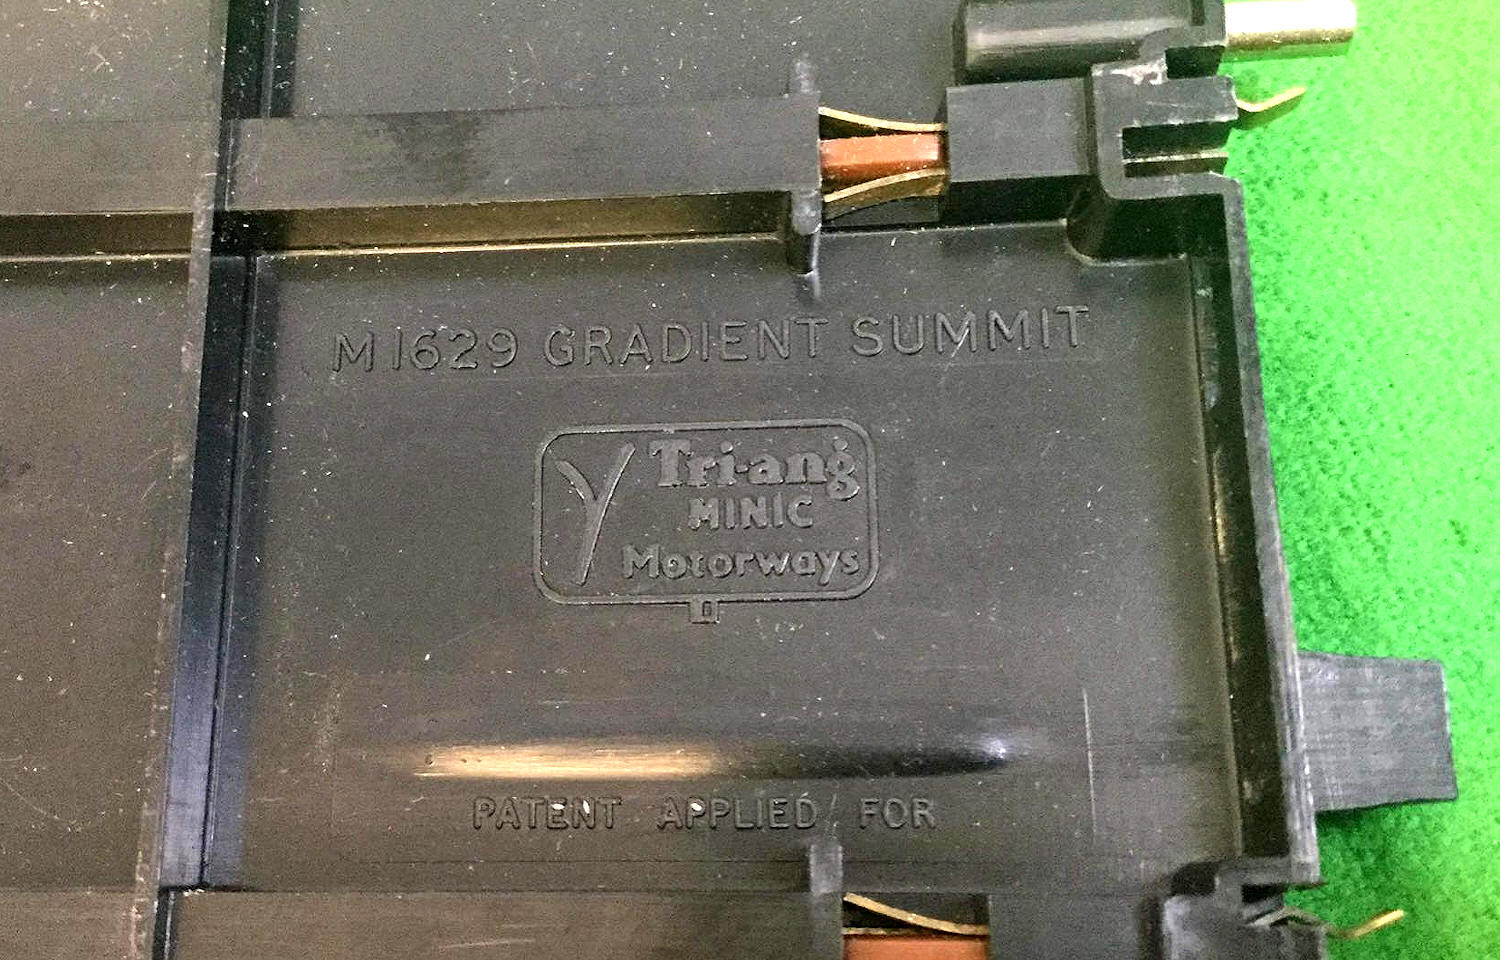 M1629 GRADIENT SUMMIT
Tri-ang
MINIC
Motorways
PATENT APPLIED FOR